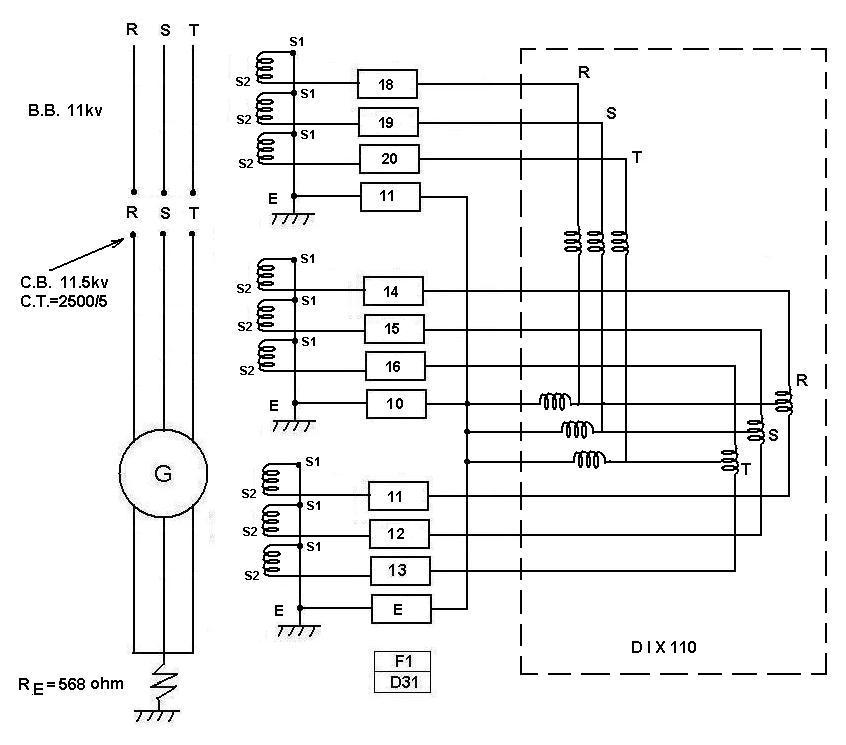 R S T
B.B. 11kv
R S T
C.B. 11.5kv
C.T.=2500/5
G
RE=568 ohm
S1
S2
18
S1
S2
19
S1
S2
20
E
11
S1
S2
14
S1
S2
15
S1
S2
16
E
10
S1
S2
11
S1
S2
12
S1
S2
13
E
E
F1
D31
R
S
T
R
S
T
DIX110